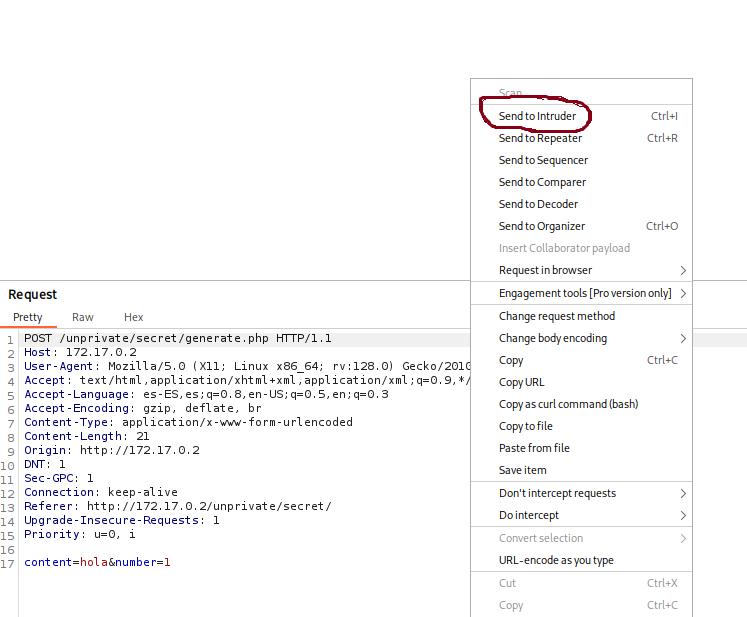 Scan
Send to Intruder Ctrl+I
Send to Repeater Ctrl+R
Send to Sequencer
Send to Comparer
Send to Decoder
Send to Organizer Ctrl+O
Insert Collaborator payload
Request in browser
Engagement tools [Pro version only]
Change request method
Change body encoding
Copy Ctrl+C
Copy URL
Copy as curl command (bash)
Copy to file
Paste from file
Save item
Don't intercept requests
Do intercept
Convert selection
URL-encode as you type
Cut Ctrl+X
Copy Ctrl+C
Request
Pretty Raw Hex
1 POST /unprivate/secret/generate.php HTTP/1.1
2 Host: 172.17.0.2
3 User-Agent: Mozilla/5.0 (X11; Linux x86_64; rv:128.0) Gecko/2010
4 Accept: text/html,application/xhtml+xml,application/xml;q=0.9,*/
5 Accept-Language: es-ES,es;q=0.8,en-US;q=0.5,en;q=0.3
6 Accept-Encoding: gzip, deflate, br
7 Content-Type: application/x-www-form-urlencoded
8 Content-Length: 21
9 Origin: http://172.17.0.2
10 DNT: 1
11 Sec-GPC: 1
12 Connection: keep-alive
13 Referer: http://172.17.0.2/unprivate/secret/
14 Upgrade-Insecure-Requests: 1
15 Priority: u=0, i
16
17 content=hola&number=1